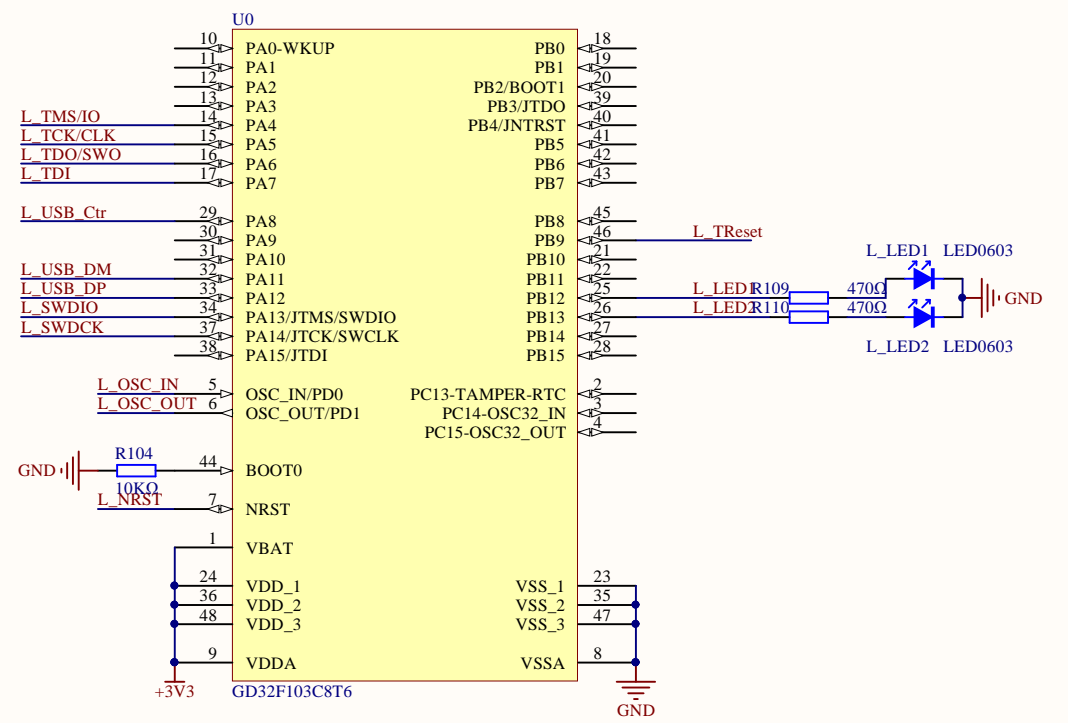 U0
10 PA0-WKUP PB0 18
11 PA1 PB1 19
12 PA2 PB2/BOOT1 20
13 PA3 PB3/JTDO 39
L_TMS/IO 14 PA4 PB4/JNTRST 40
L_TCK/CLK 15 PA5 PB5 41
L_TDO/SWO 16 PA6 PB6 42
L_TDI 17 PA7 PB7 43
L_USB_Ctr 29 PA8 PB8 45
30 PA9 PB9 46 L_TReset
31 PA10 PB10 21 L_LED1 LED0603
L_USB_DM 32 PA11 PB11 22
L_USB_DP 33 PA12 PB12 25 L_LED1 R109 470Ω GND
L_SWDIO 34 PA13/JTMS/SWDIO PB13 26 L_LED2 R110 470Ω
L_SWDCK 37 PA14/JTCK/SWCLK PB14 27
38 PA15/JTDI PB15 28 L_LED2 LED0603
L_OSC_IN 5 OSC_IN/PD0 PC13-TAMPER-RTC 2
L_OSC_OUT 6 OSC_OUT/PD1 PC14-OSC32_IN 3
PC15-OSC32_OUT 4
R104
GND 44 BOOT0
10KΩ
L_NRST 7 NRST
1 VBAT
24 VDD_1 VSS_1 23
36 VDD_2 VSS_2 35
48 VDD_3 VSS_3 47
9 VDDA VSSA 8
+3V3 GD32F103C8T6
GND